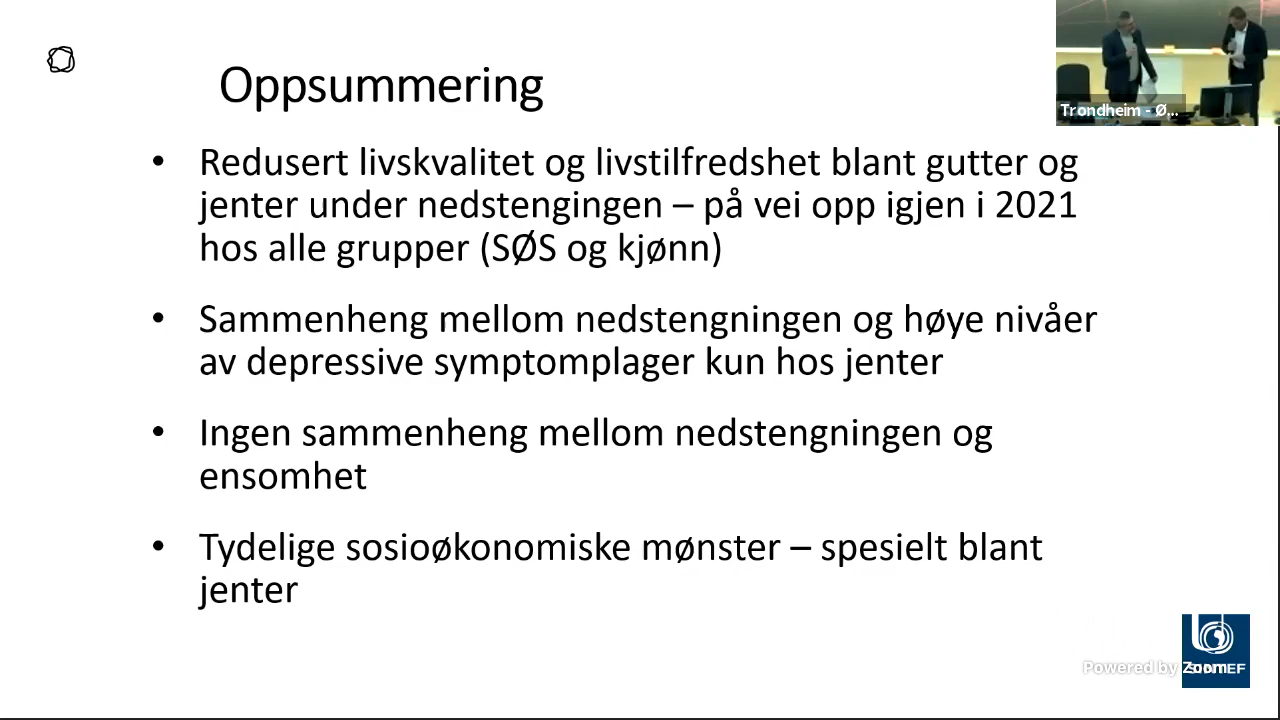 Oppsummering
Trondheim - Ø...
• Redusert livskvalitet og livstilfredshet blant gutter og
jenter under nedstengingen – på vei opp igjen i 2021
hos alle grupper (SØS og kjønn)
• Sammenheng mellom nedstengningen og høye nivåer
av depressive symptomplager kun hos jenter
• Ingen sammenheng mellom nedstengningen og
ensomhet
• Tydelige sosioøkonomiske mønster – spesielt blant
jenter
Powered by Zoom